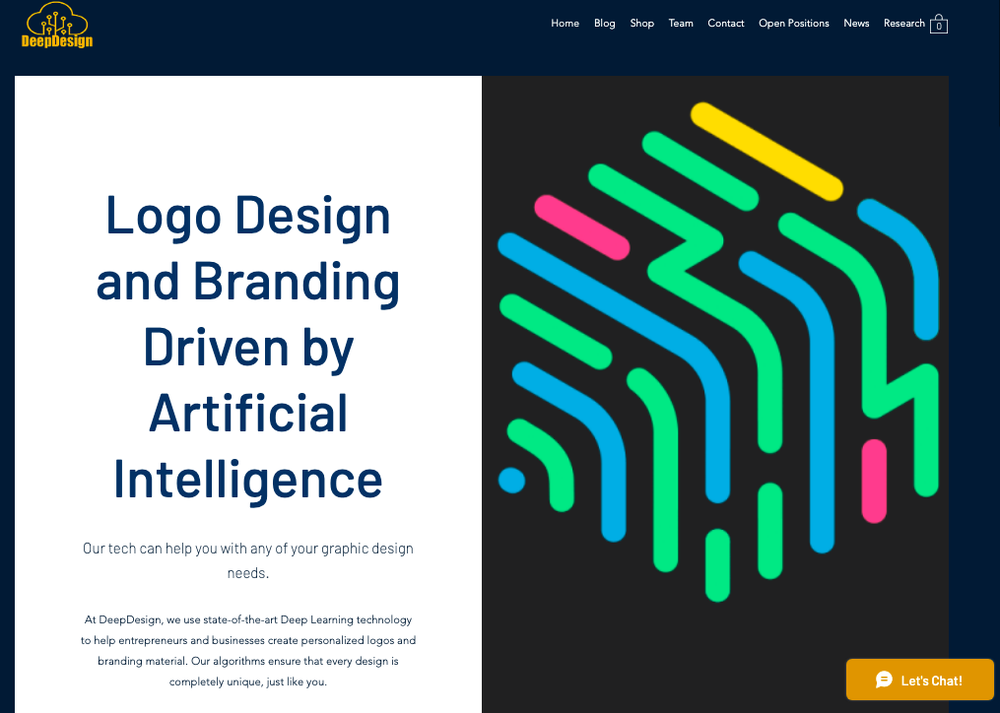 DeepDesign
Home Blog Shop Team Contact Open Positions News Research 0
Logo Design
and Branding
Driven by
Artificial
Intelligence
Our tech can help you with any of your graphic design
needs.
At DeepDesign, we use state-of-the-art Deep Learning technology
to help entrepreneurs and businesses create personalized logos and
branding material. Our algorithms ensure that every design is
completely unique, just like you.
Let's Chat!